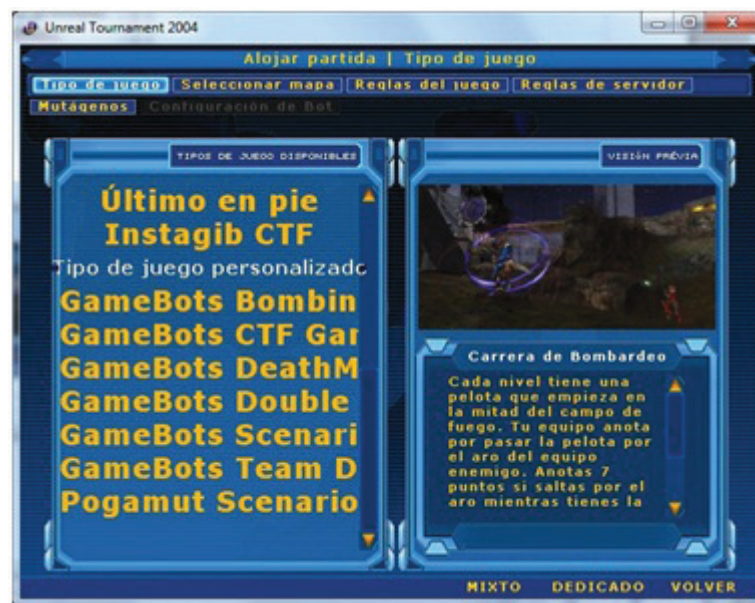 Unreal Tournament 2004
Alojar partida | Tipo de juego
Tipo de juego Seleccionar mapa Reglas del juego Reglas de servidor
Mutágenos Configuración de Bot
TIPOS DE JUEGO DISPONIBLES
Último en pie
Instagib CTF
Tipo de juego personalizado
GameBots Bombin
GameBots CTF Gar
GameBots DeathM
GameBots Double
GameBots Scenari
GameBots Team D
Pogamut Scenario
VISIÓN PRÉVIA
Carrera de Bombardeo
Cada nivel tiene una
pelota que empieza en
la mitad del campo de
fuego. Tu equipo anota
por pasar la pelota por
el aro del equipo
enemigo. Anotas 7
puntos si saltas por el
aro mientras tienes la
MIXTO DEDICADO VOLVER